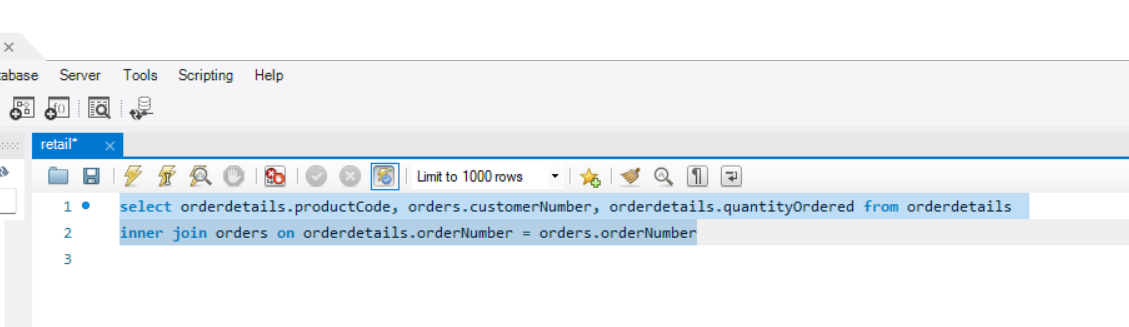 tabase Server Tools Scripting Help
retail*
Limit to 1000 rows
1 select orderdetails.productCode, orders.customerNumber, orderdetails.quantityOrdered from orderdetails
2 inner join orders on orderdetails.orderNumber = orders.orderNumber
3